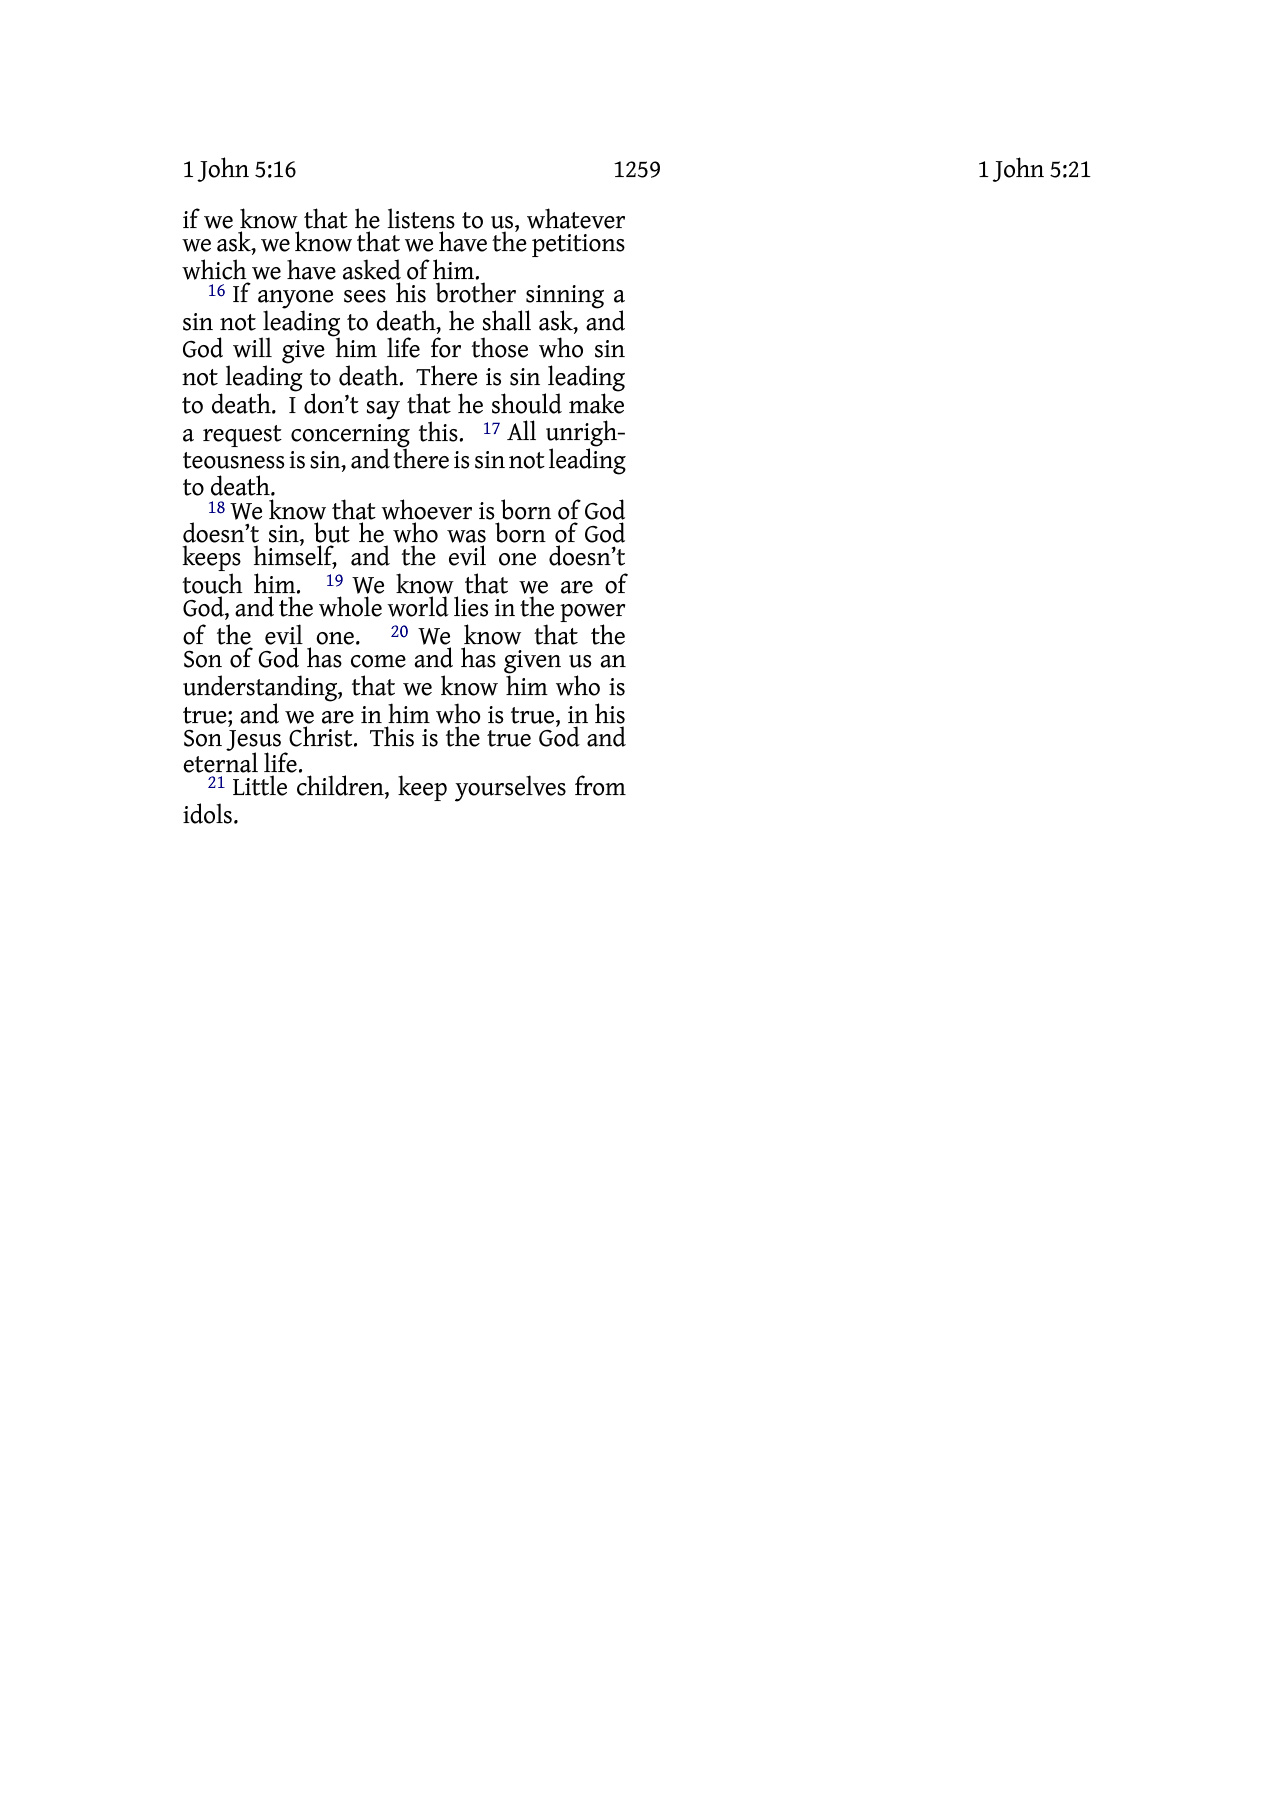 1 John 5:16 1259 1 John 5:21
if we know that he listens to us, whatever
we ask, we know that we have the petitions
which we have asked of him.
16 If anyone sees his brother sinning a
sin not leading to death, he shall ask, and
God will give him life for those who sin
not leading to death. There is sin leading
to death. I don’t say that he should make
a request concerning this. 17 All unrigh-
teousness is sin, and there is sin not leading
to death.
18 We know that whoever is born of God
doesn’t sin, but he who was born of God
keeps himself, and the evil one doesn’t
touch him. 19 We know that we are of
God, and the whole world lies in the power
of the evil one. 20 We know that the
Son of God has come and has given us an
understanding, that we know him who is
true; and we are in him who is true, in his
Son Jesus Christ. This is the true God and
eternal life.
21 Little children, keep yourselves from
idols.